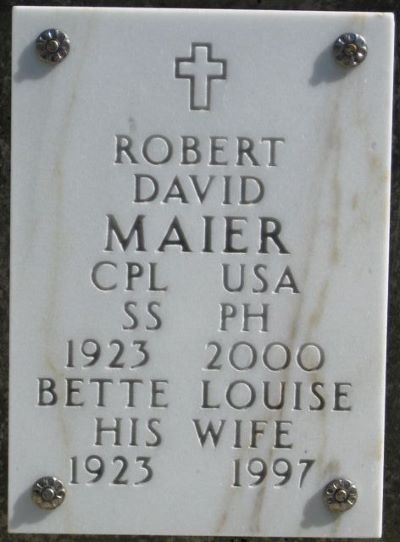 ROBERT
DAVID
MAIER
CPL USA
SS PH
1923 2000
BETTE LOUISE
HIS WIFE
1923 1997